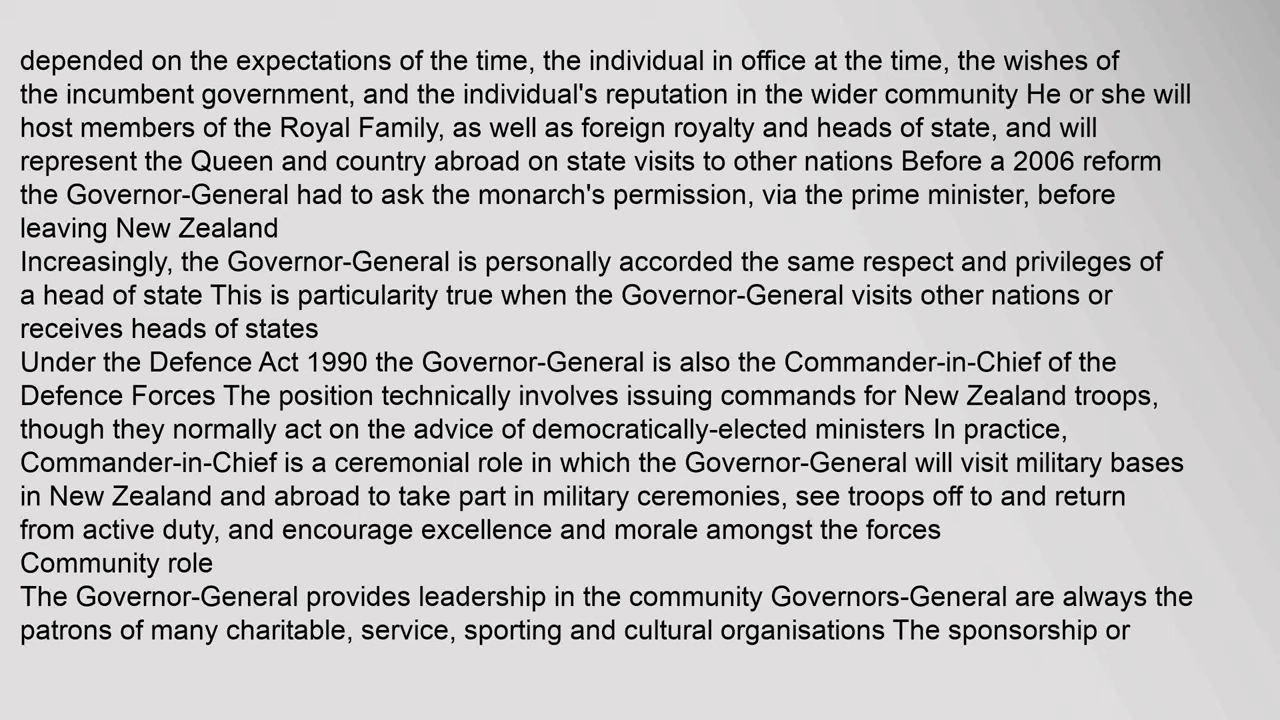 depended on the expectations of the time, the individual in office at the time, the wishes of
the incumbent government, and the individual's reputation in the wider community He or she will
host members of the Royal Family, as well as foreign royalty and heads of state, and will
represent the Queen and country abroad on state visits to other nations Before a 2006 reform
the Governor-General had to ask the monarch's permission, via the prime minister, before
leaving New Zealand
Increasingly, the Governor-General is personally accorded the same respect and privileges of
a head of state This is particularity true when the Governor-General visits other nations or
receives heads of states
Under the Defence Act 1990 the Governor-General is also the Commander-in-Chief of the
Defence Forces The position technically involves issuing commands for New Zealand troops,
though they normally act on the advice of democratically-elected ministers In practice,
Commander-in-Chief is a ceremonial role in which the Governor-General will visit military bases
in New Zealand and abroad to take part in military ceremonies, see troops off to and return
from active duty, and encourage excellence and morale amongst the forces
Community role
The Governor-General provides leadership in the community Governors-General are always the
patrons of many charitable, service, sporting and cultural organisations The sponsorship or